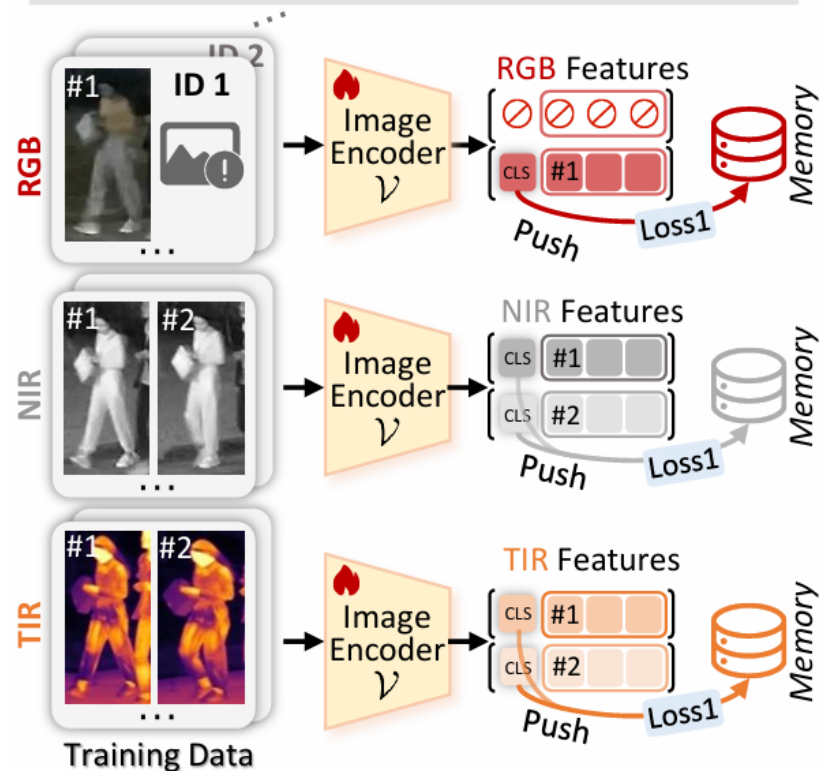 ID 2
#1
ID 1
!
RGB
...
Image
Encoder
𝒱
RGB Features
CLS
#1
Push
Loss1
Memory
#1
#2
NIR
...
Image
Encoder
𝒱
NIR Features
CLS
#1
CLS
#2
Push
Loss1
Memory
#1
#2
TIR
...
Training Data
Image
Encoder
𝒱
TIR Features
CLS
#1
CLS
#2
Push
Loss1
Memory